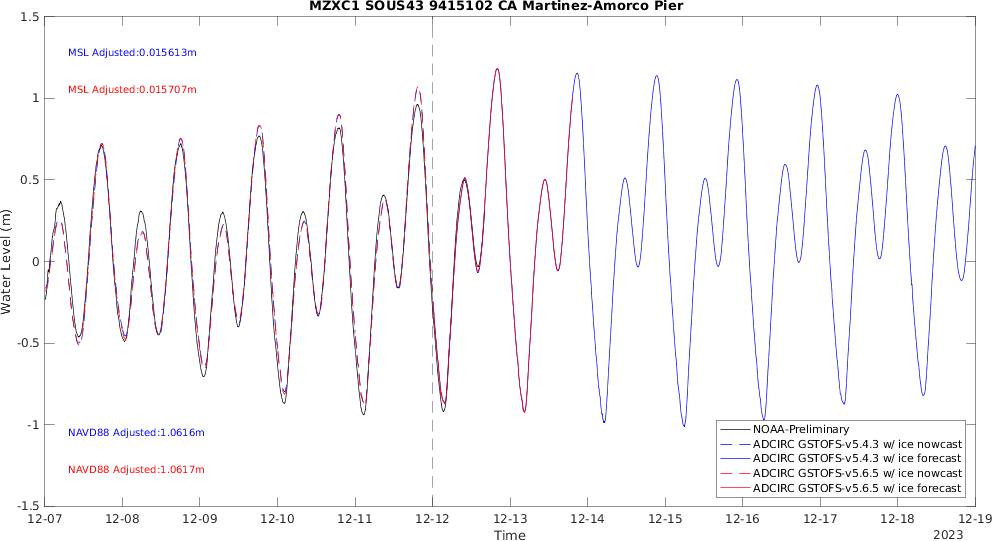 MZXC1 SOUS43 9415102 CA Martinez-Amorco Pier
1.5
1
0.5
0
-0.5
-1
-1.5
Water Level (m)
MSL Adjusted:0.015613m
MSL Adjusted:0.015707m
NAVD88 Adjusted:1.0616m
NAVD88 Adjusted:1.0617m
NOAA-Preliminary
ADCIRC GSTOFS-v5.4.3 w/ ice nowcast
ADCIRC GSTOFS-v5.4.3 w/ ice forecast
ADCIRC GSTOFS-v5.6.5 w/ ice nowcast
ADCIRC GSTOFS-v5.6.5 w/ ice forecast
12-07 12-08 12-09 12-10 12-11 12-12 12-13 12-14 12-15 12-16 12-17 12-18 12-19
Time
2023